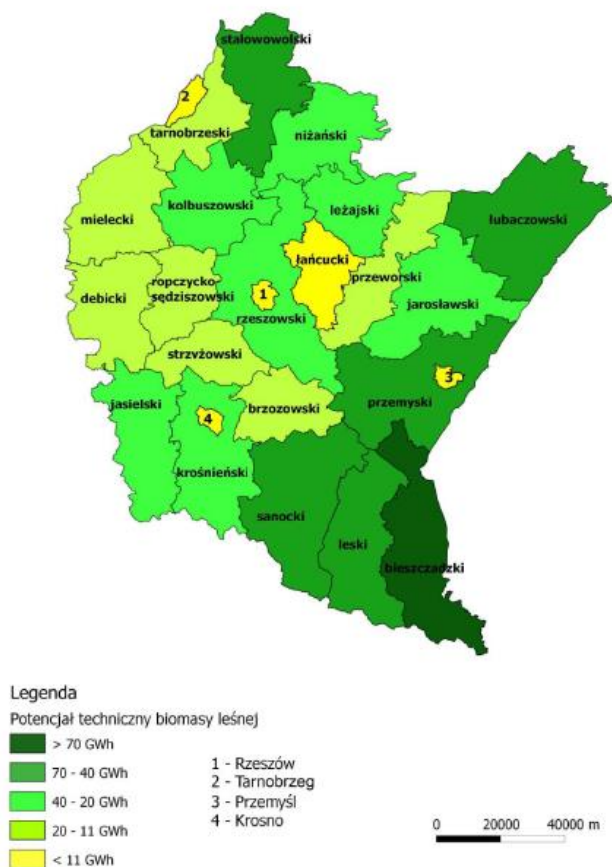 stalowowolski
2
tarnobrzeski
niżański
kolbuszowski
leżajski
lubaczowski
mielecki
łańcucki
ropczycko-
sędziszowski
przeworski
debicki
1
jarosławski
rzeszowski
strzyżowski
3
jasielski
brzozowski
przemyski
4
krośnieński
sanocki
leski
bieszczadzki
Legenda
Potencjał techniczny biomasy leśnej
> 70 GWh
70 - 40 GWh
40 - 20 GWh
20 - 11 GWh
< 11 GWh
1 - Rzeszów
2 - Tarnobrzeg
3 - Przemyśl
4 - Krosno
0 20000 40000 m